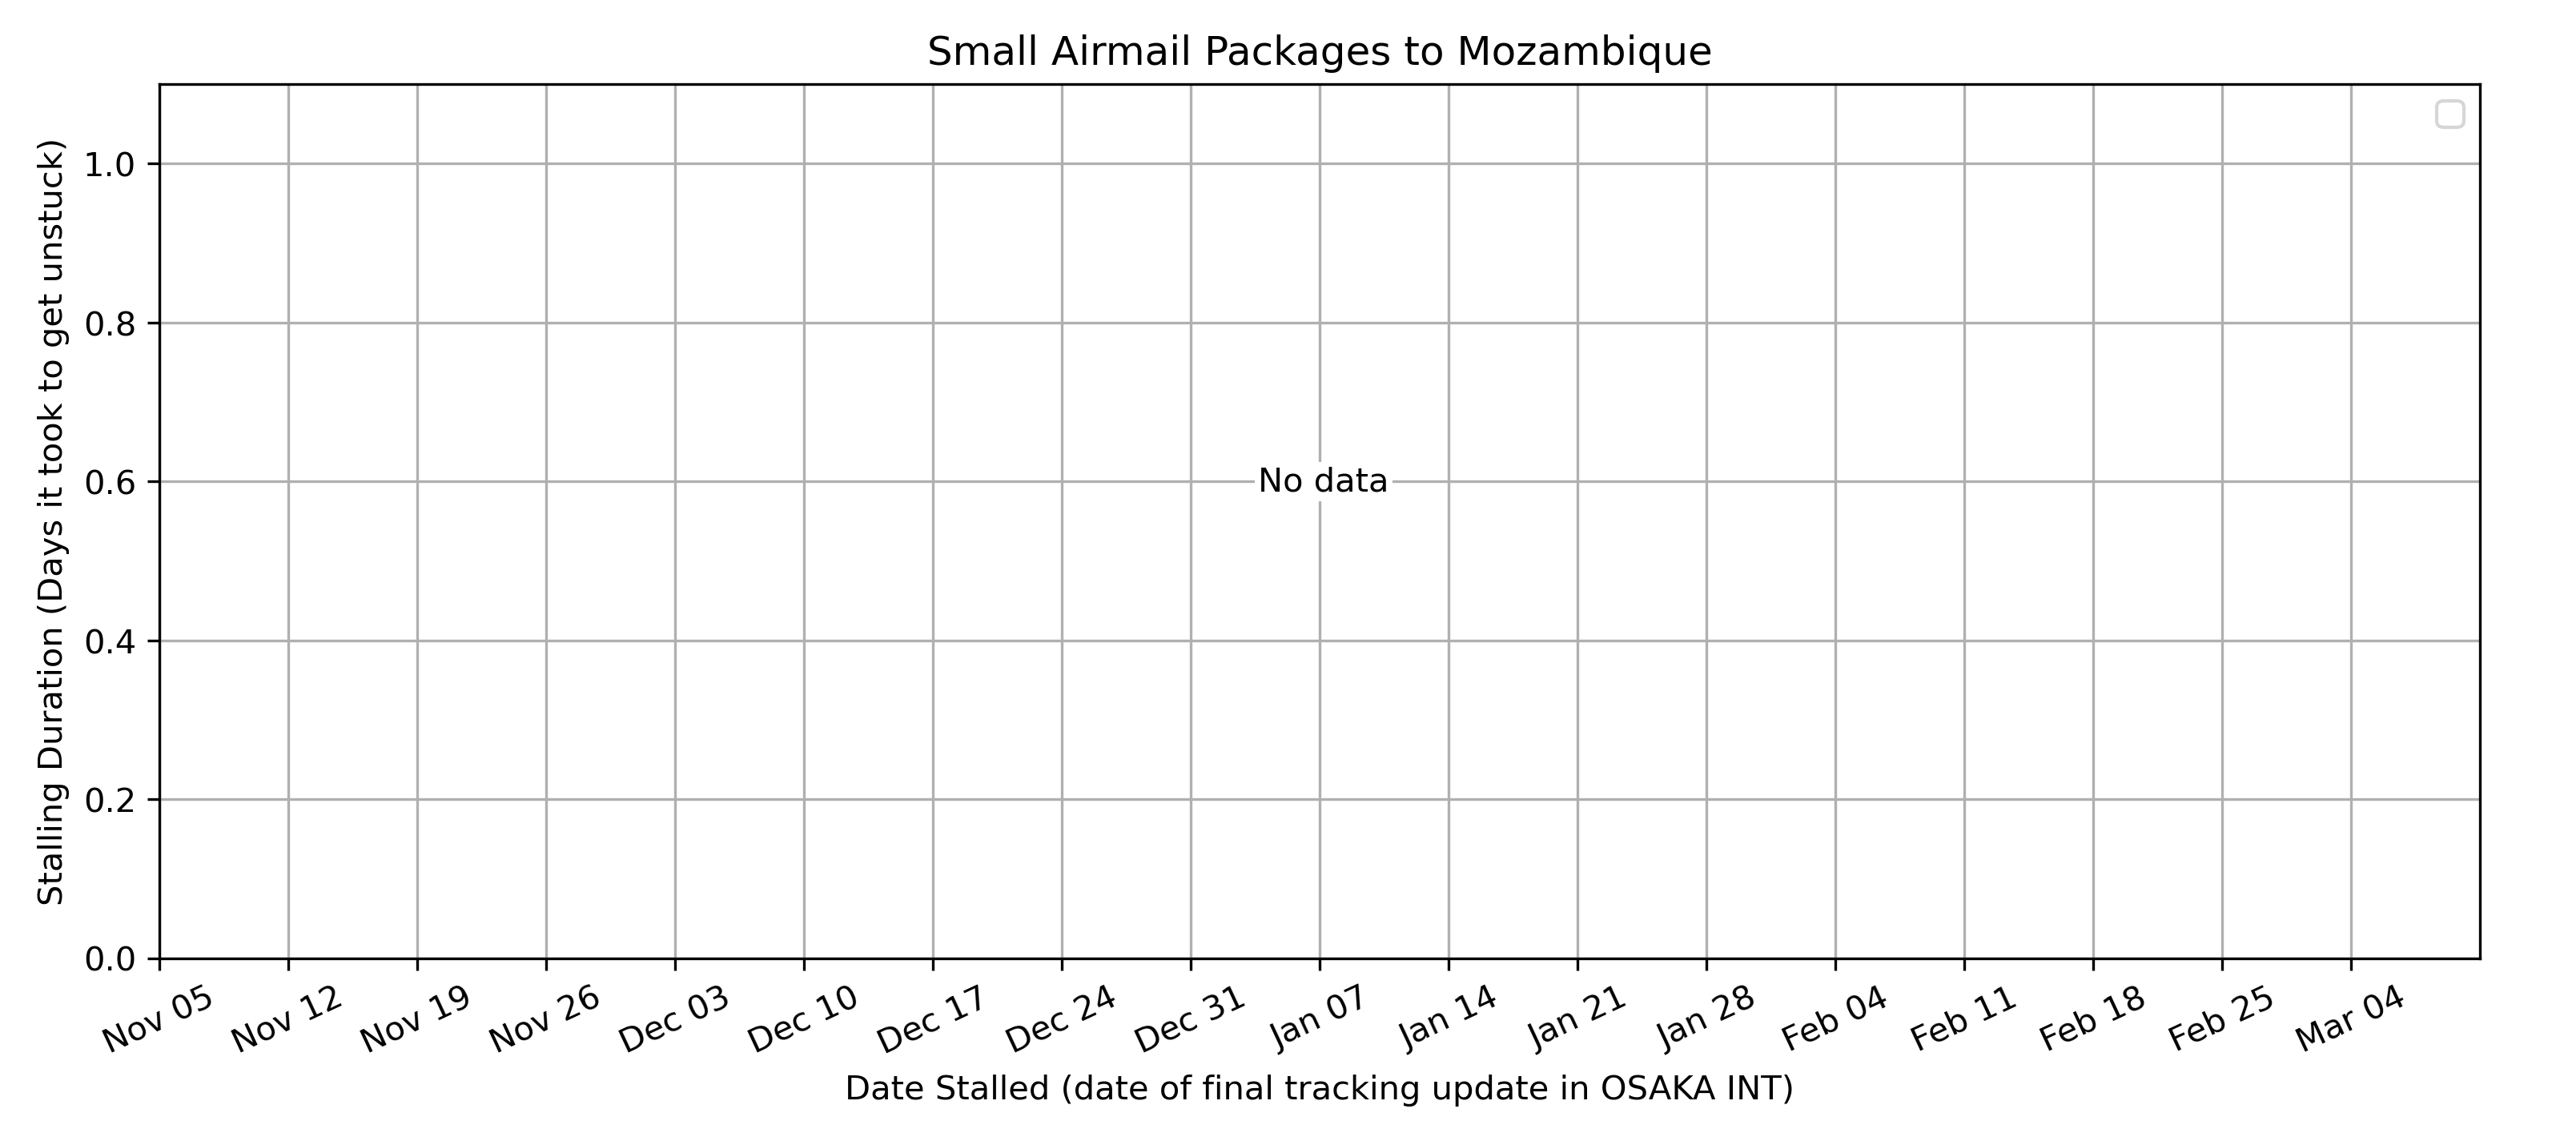 Small Airmail Packages to Mozambique
Stalling Duration (Days it took to get unstuck)
1.0
0.8
0.6
0.4
0.2
0.0
No data
Nov 05 Nov 12 Nov 19 Nov 26 Dec 03 Dec 10 Dec 17 Dec 24 Dec 31 Jan 07 Jan 14 Jan 21 Jan 28 Feb 04 Feb 11 Feb 18 Feb 25 Mar 04
Date Stalled (date of final tracking update in OSAKA INT)